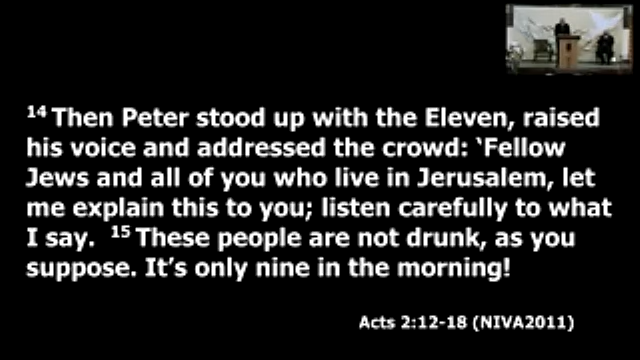 14 Then Peter stood up with the Eleven, raised
his voice and addressed the crowd: ‘Fellow
Jews and all of you who live in Jerusalem, let
me explain this to you; listen carefully to what
I say. 15 These people are not drunk, as you
suppose. It’s only nine in the morning!
Acts 2:12-18 (NIVA2011)